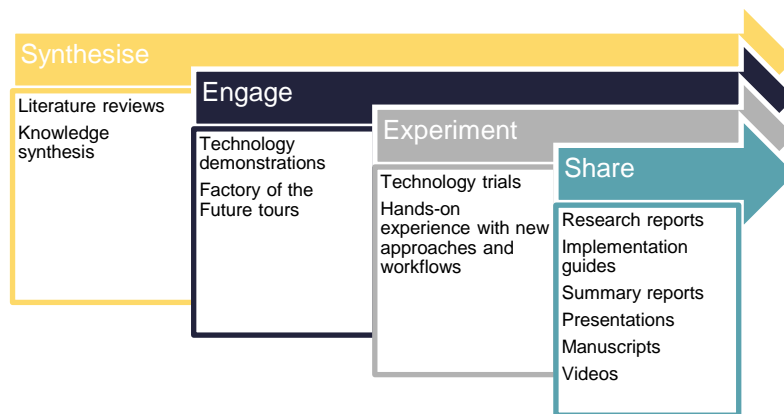 Synthesise
Literature reviews
Knowledge
synthesis
Engage
Technology
demonstrations
Factory of the
Future tours
Experiment
Technology trials
Hands-on
experience with new
approaches and
workflows
Share
Research reports
Implementation
guides
Summary reports
Presentations
Manuscripts
Videos